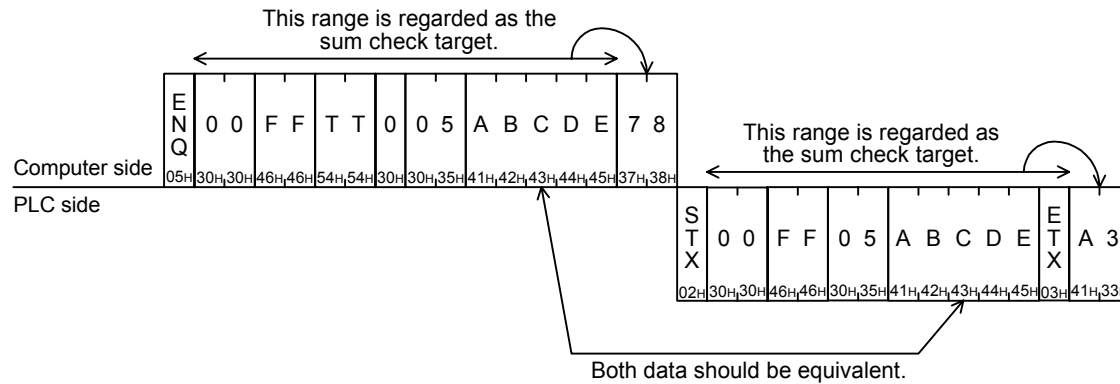 This range is regarded as the
sum check target.
ENQ 0 0 F F T T 0 0 5 A B C D E 7 8
Computer side 05H 30H 30H 46H 46H 54H 54H 30H 30H 35H 41H 42H 43H 44H 45H 37H 38H
This range is regarded as
the sum check target.
PLC side
STX 0 0 F F 0 5 A B C D E ETX A 3
02H 30H 30H 46H 46H 30H 35H 41H 42H 43H 44H 45H 03H 41H 33H
Both data should be equivalent.